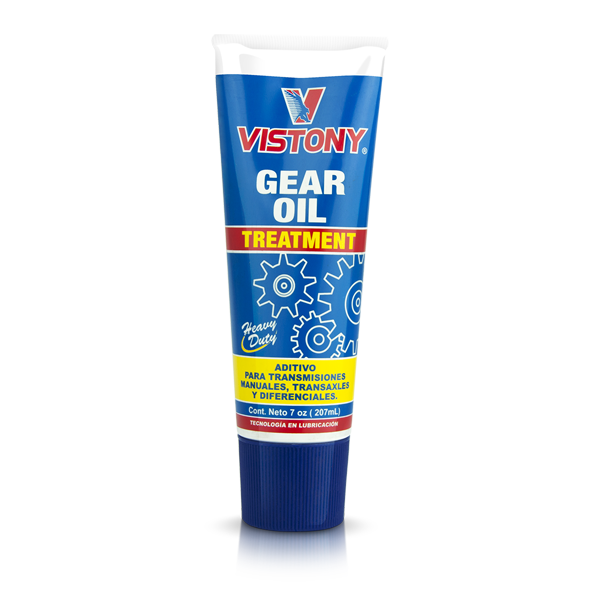 V
VISTONY®
GEAR
OIL
TREATMENT
Heavy
Duty
ADITIVO
PARA TRANSMISIONES
MANUALES, TRANSAXLES
Y DIFERENCIALES.
Cont. Neto 7 oz ( 207mL)
TECNOLOGÍA EN LUBRICACIÓN